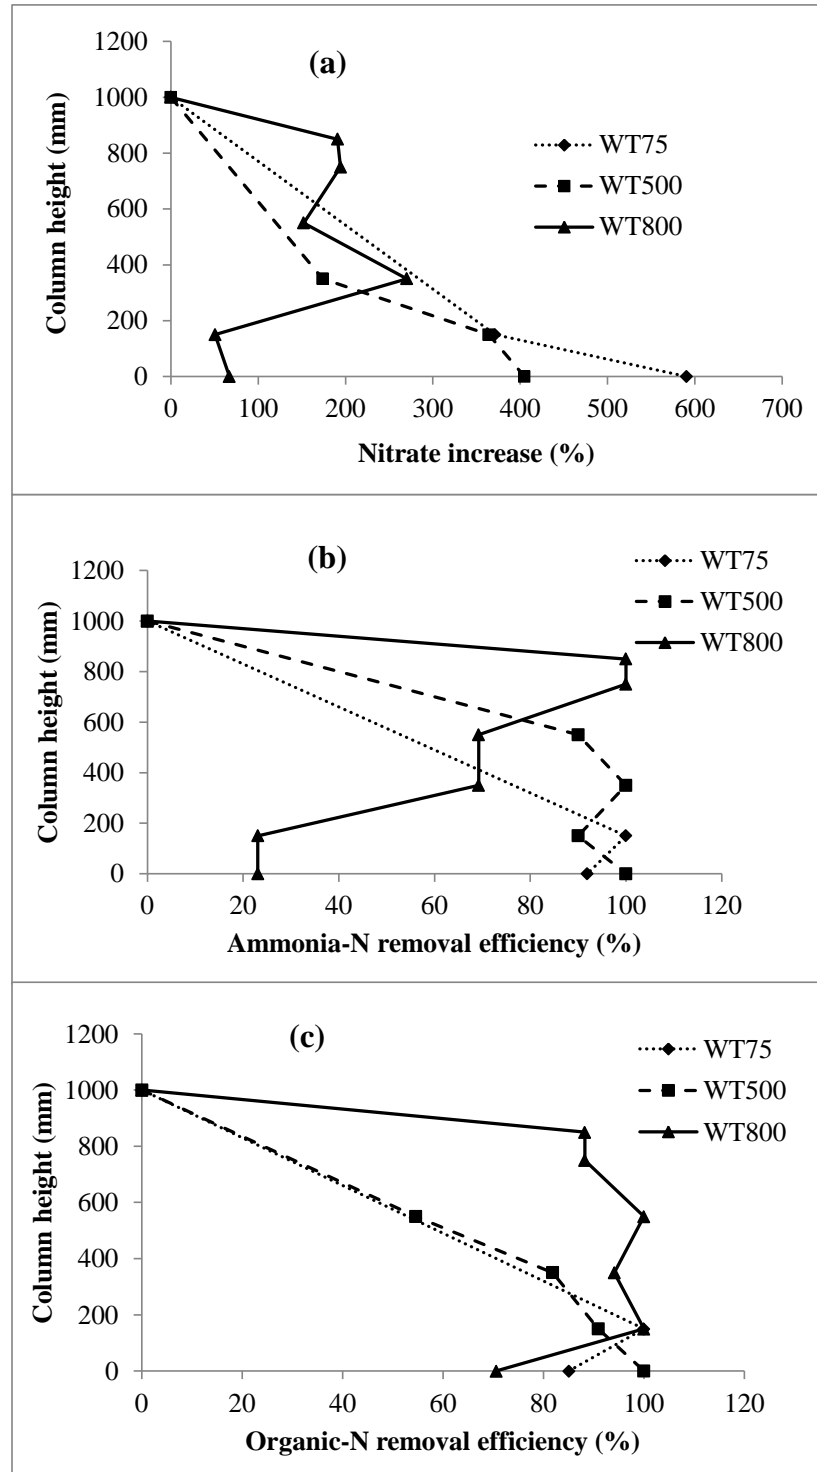 (a)
1200
1000
800
600
400
200
0
Column height (mm)
WT75
WT500
WT800
0 100 200 300 400 500 600 700
Nitrate increase (%)
(b)
1200
1000
800
600
400
200
0
Column height (mm)
WT75
WT500
WT800
0 20 40 60 80 100 120
Ammonia-N removal efficiency (%)
(c)
1200
1000
800
600
400
200
0
Column height (mm)
WT75
WT500
WT800
0 20 40 60 80 100 120
Organic-N removal efficiency (%)